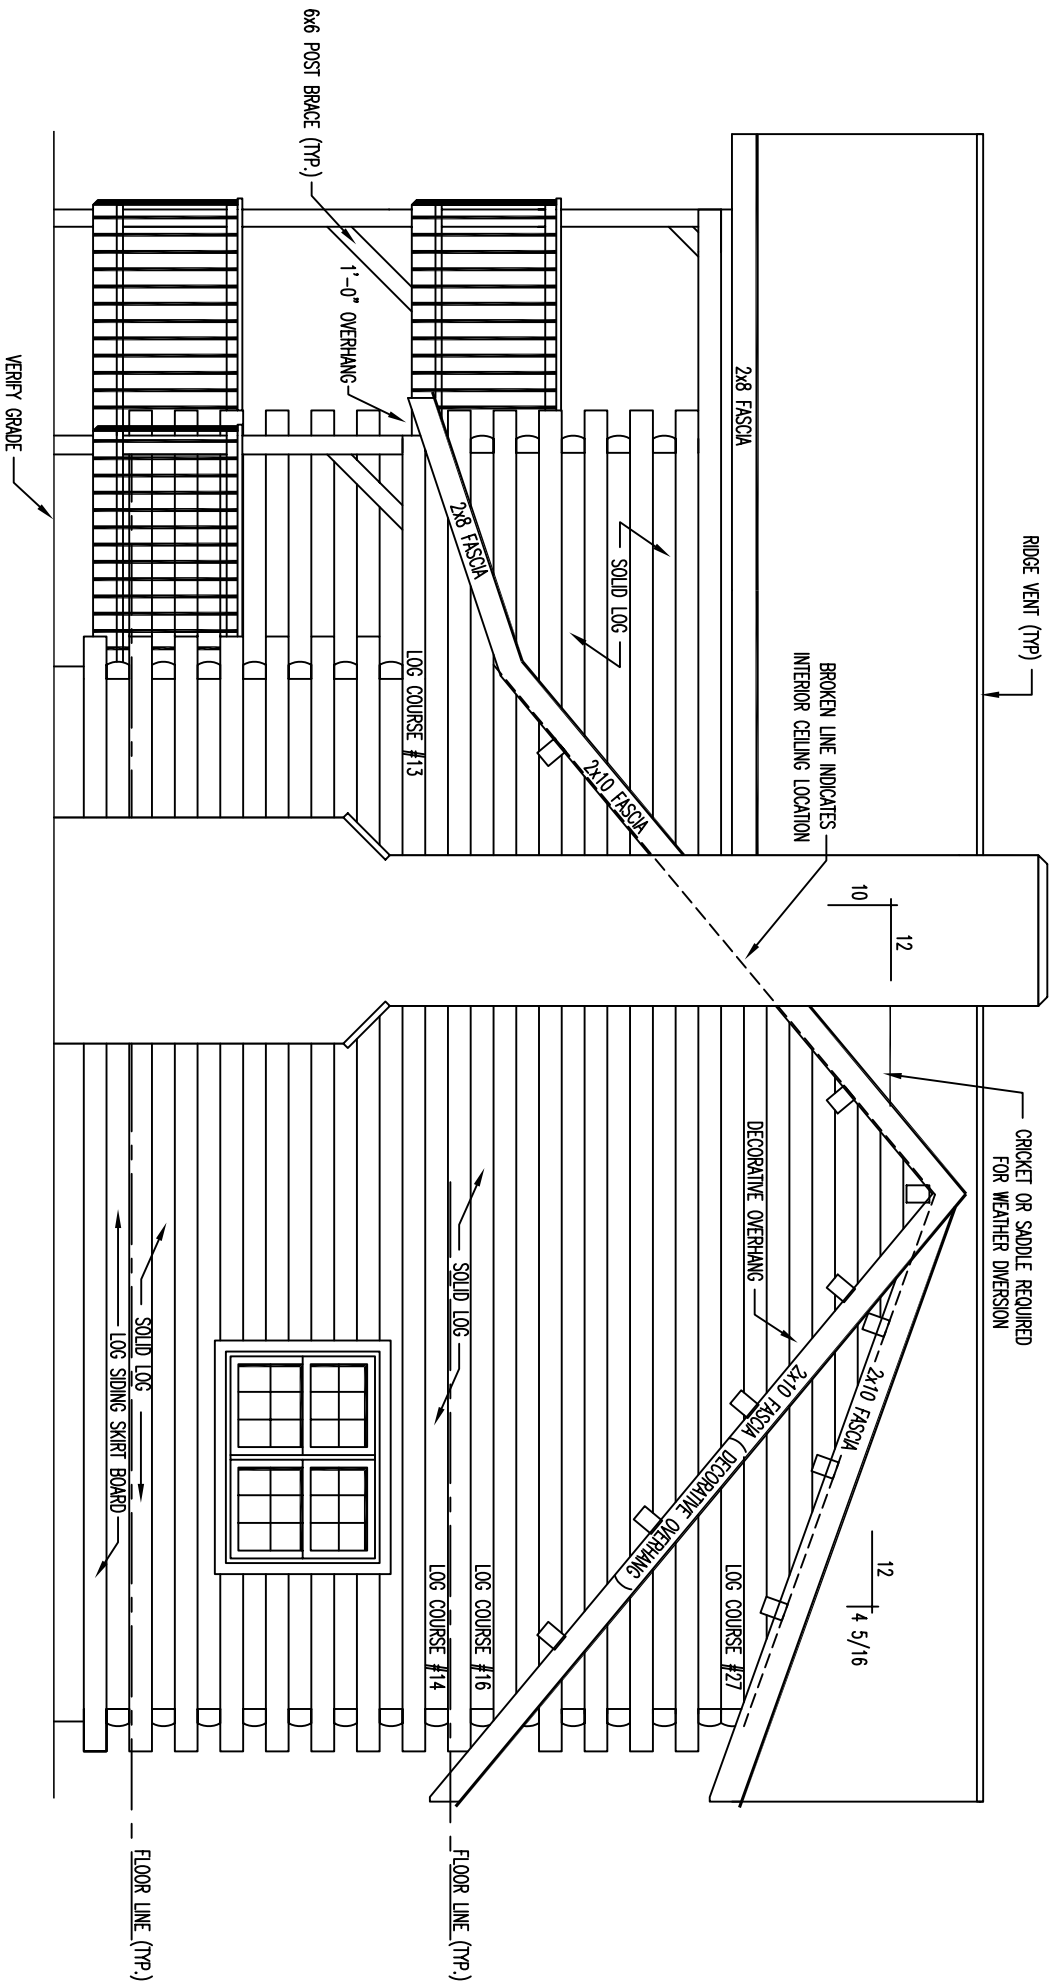 RIDGE VENT (TYP)
CRICKET OR SADDLE REQUIRED
FOR WEATHER DIVERSION
BROKEN LINE INDICATES
INTERIOR CEILING LOCATION
10
12
12
4 5/16
2x8 FASCIA
DECORATIVE OVERHANG
2x10 FASCIA
2x10 FASCIA ( DECORATIVE OVERHANG )
LOG COURSE #27
SOLID LOG
2x10 FASCIA
2x8 FASCIA
LOG COURSE #16
SOLID LOG
FLOOR LINE (TYP.)
LOG COURSE #14
LOG COURSE #13
1'-0" OVERHANG
6x6 POST BRACE (TYP.)
SOLID LOG
FLOOR LINE (TYP.)
LOG SIDING SKIRT BOARD
VERIFY GRADE